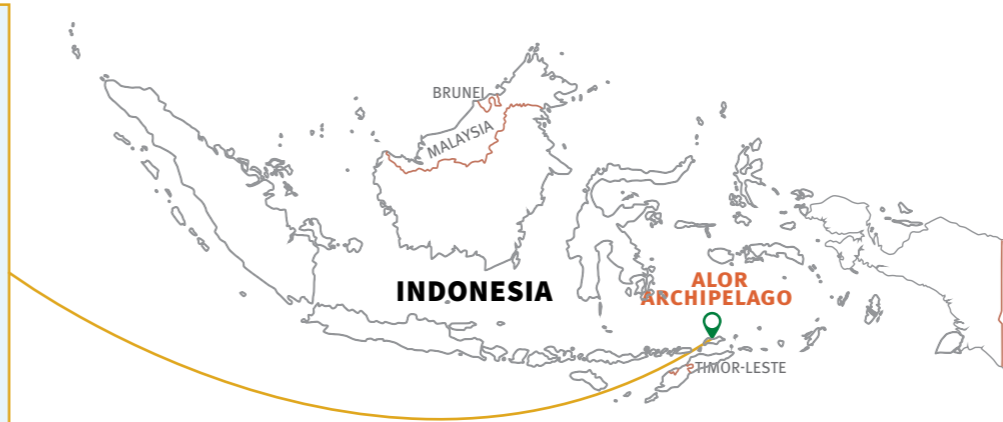 BRUNEI
MALAYSIA
INDONESIA
ALOR
ARCHIPELAGO
TIMOR-LESTE